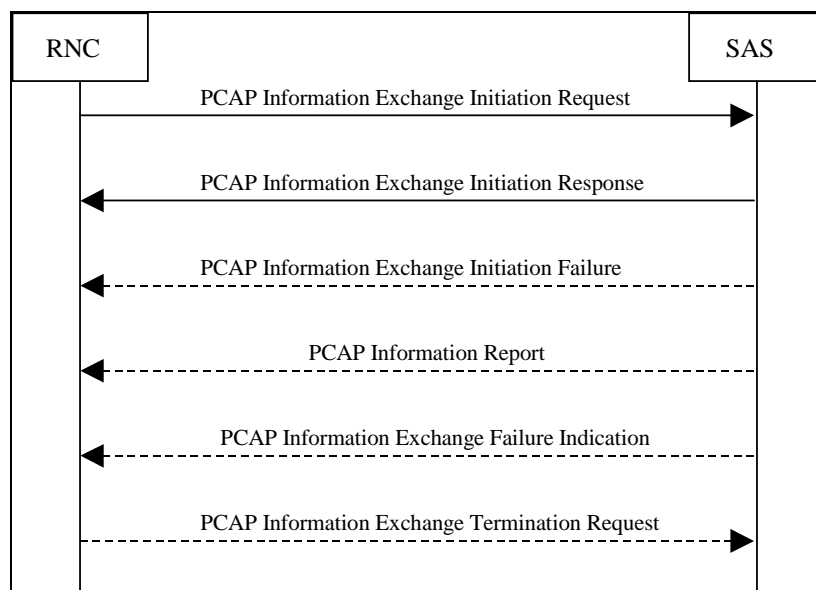 RNC
SAS
PCAP Information Exchange Initiation Request
PCAP Information Exchange Initiation Response
PCAP Information Exchange Initiation Failure
PCAP Information Report
PCAP Information Exchange Failure Indication
PCAP Information Exchange Termination Request